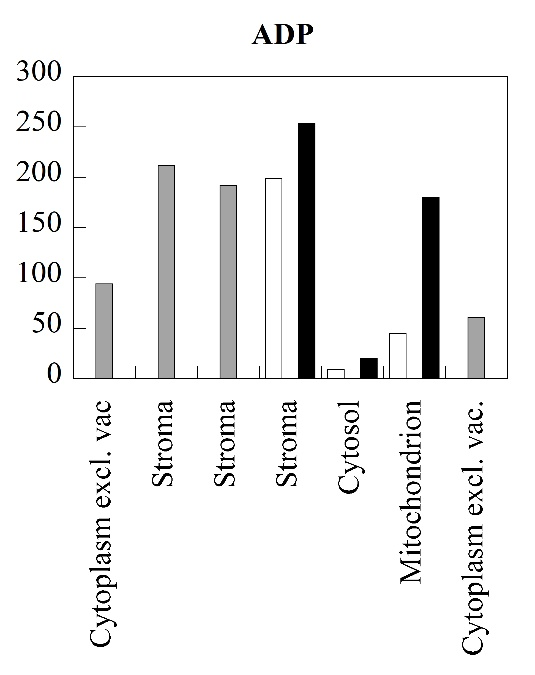 ADP
300
250
200
150
100
50
0
Cytoplasm excl. vac
Stroma
Stroma
Stroma
Cytosol
Mitochondrion
Cytoplasm excl. vac.